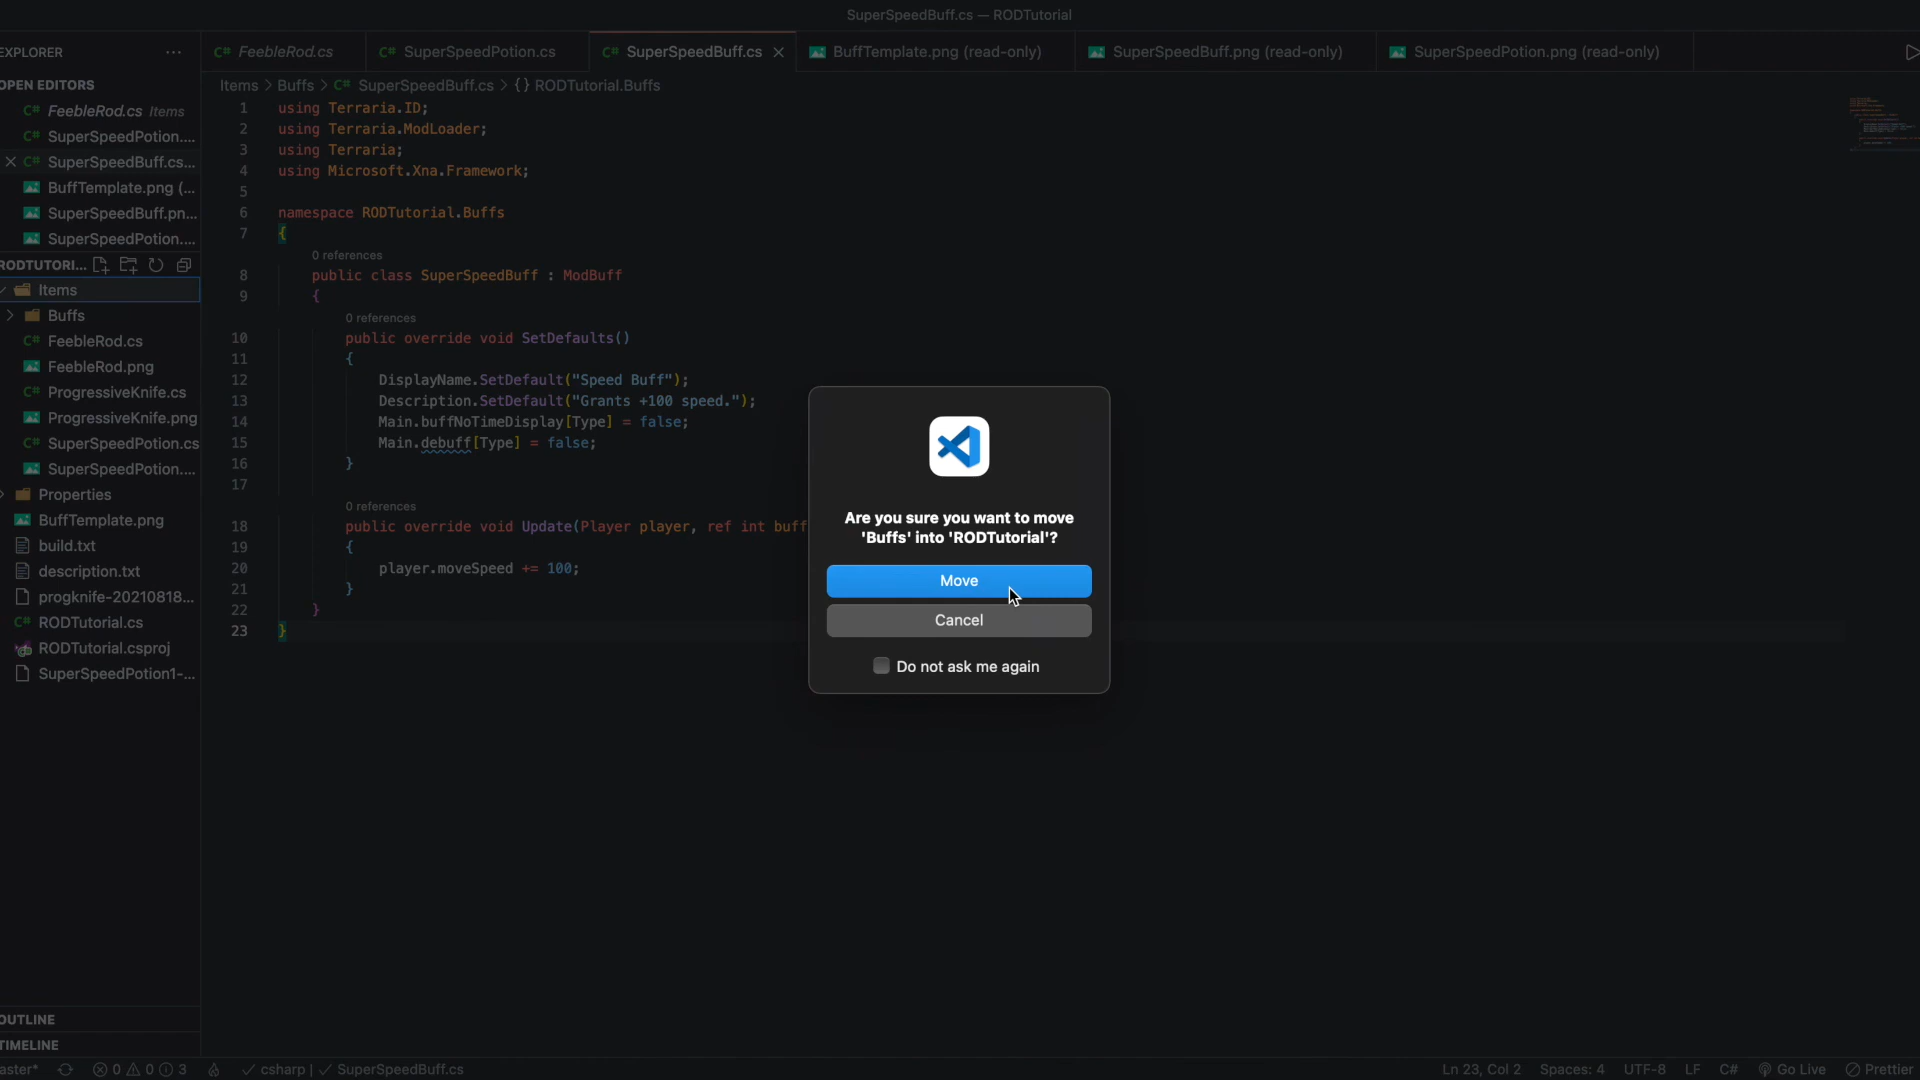 SuperSpeedBuff.cs — RODTutorial
EXPLORER
FeebleRod.cs
SuperSpeedPotion.cs
SuperSpeedBuff.cs
BuffTemplate.png (read-only)
SuperSpeedBuff.png (read-only)
SuperSpeedPotion.png (read-only)
OPEN EDITORS
FeebleRod.cs Items
SuperSpeedPotion....
SuperSpeedBuff.cs...
BuffTemplate.png (...
SuperSpeedBuff.pn...
SuperSpeedPotion....
RODTUTORI...
Items
Buffs
FeebleRod.cs
FeebleRod.png
ProgressiveKnife.cs
ProgressiveKnife.png
SuperSpeedPotion.cs
SuperSpeedPotion....
Properties
BuffTemplate.png
build.txt
description.txt
progknife-20210818...
RODTutorial.cs
RODTutorial.csproj
SuperSpeedPotion1-...
OUTLINE
TIMELINE
Items > Buffs > SuperSpeedBuff.cs > {} RODTutorial.Buffs
1 using Terraria.ID;
2 using Terraria.ModLoader;
3 using Terraria;
4 using Microsoft.Xna.Framework;
5
6 namespace RODTutorial.Buffs
7 {
0 references
8 public class SuperSpeedBuff : ModBuff
9 {
0 references
10 public override void SetDefaults()
11 {
12 DisplayName.SetDefault("Speed Buff");
13 Description.SetDefault("Grants +100 speed.");
14 Main.buffNoTimeDisplay[Type] = false;
15 Main.debuff[Type] = false;
16 }
17
0 references
18 public override void Update(Player player, ref int buff
19 {
20 player.moveSpeed += 100;
21 }
22 }
23 }
Are you sure you want to move
'Buffs' into 'RODTutorial'?
Move
Cancel
Do not ask me again
aster* 0 0 3 csharp | SuperSpeedBuff.cs
Ln 23, Col 2 Spaces: 4 UTF-8 LF C# Go Live Prettier